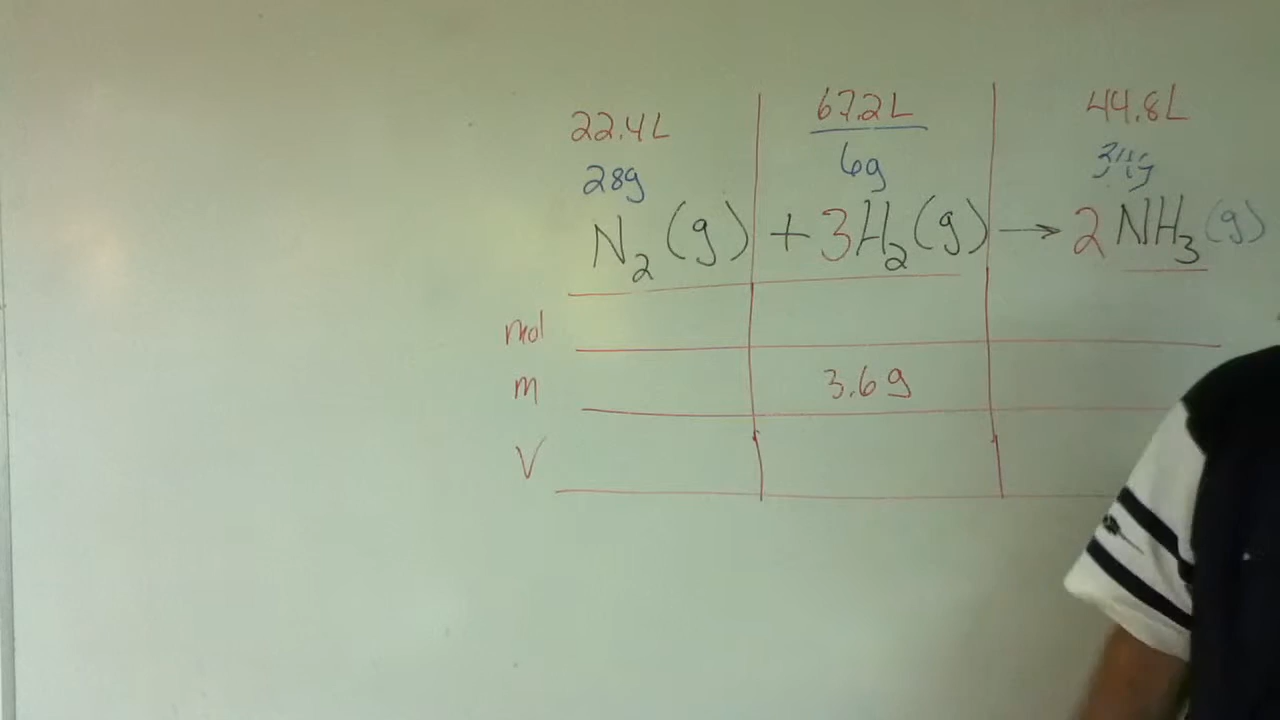 22.4L 67.2L 44.8L
28g 6g
N₂(g) + 3H₂(g) → 2NH₃(g)
mol
m 3.6g
V